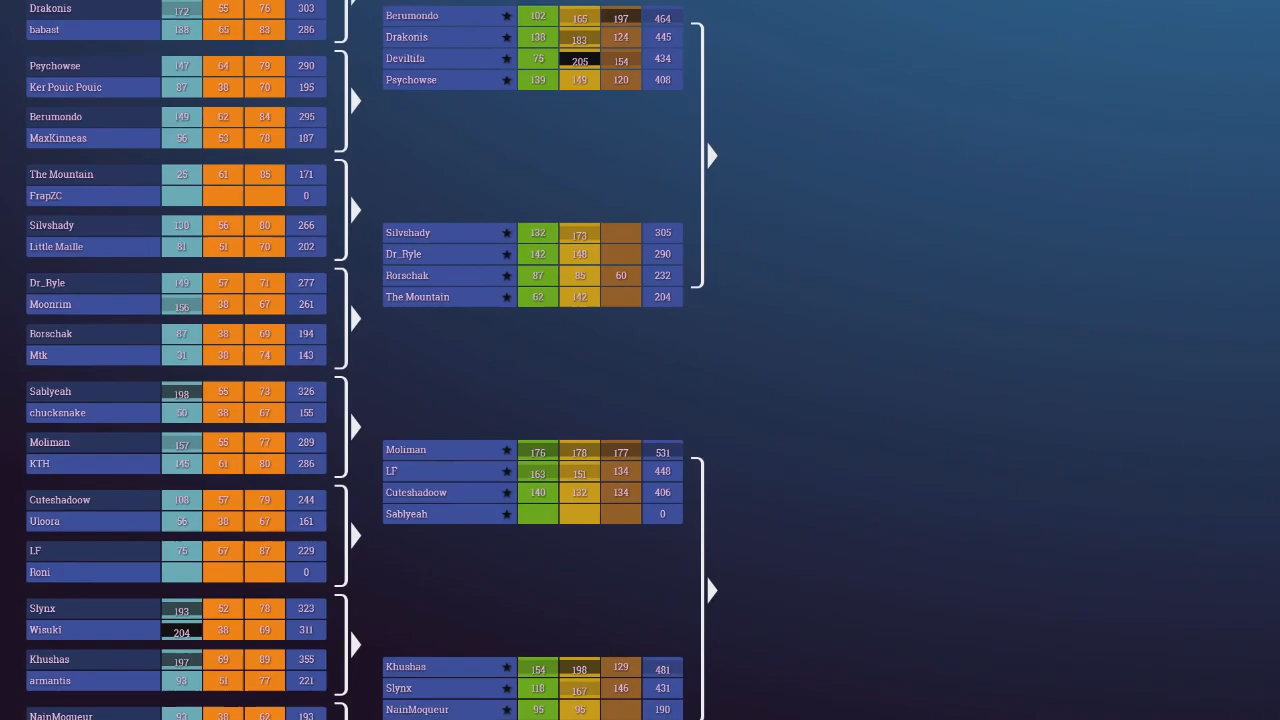 Drakonis 172 55 76 303
babast 138 65 83 286
Psychowse 147 64 79 290
Ker Pouic Pouic 87 38 70 195
Berumondo 149 62 84 295
MaxKinneas 56 53 78 187
The Mountain 25 61 85 171
FrapZC 0
Silvshady 130 56 80 266
Little Maille 81 51 70 202
Dr_Ryle 149 57 71 277
Moonrim 156 38 67 261
Rorschak 87 38 69 194
Mtk 31 38 74 143
Sablyeah 198 55 73 326
chucksnake 50 38 67 155
Moliman 157 55 77 289
KTH 145 61 80 286
Cuteshadoow 108 57 79 244
Uloora 56 38 67 161
LF 75 67 87 229
Roni 0
Slynx 193 52 78 323
Wisukî 204 38 69 311
Khushas 197 69 89 355
armantis 93 51 77 221
NainMoqueur 93 38 62 193
Berumondo ★ 102 165 197 464
Drakonis ★ 138 183 124 445
Deviltifa ★ 75 205 154 434
Psychowse ★ 139 149 120 408
Silvshady ★ 132 173 305
Dr_Ryle ★ 142 148 290
Rorschak ★ 87 85 60 232
The Mountain ★ 62 142 204
Moliman ★ 176 178 177 531
LF ★ 163 151 134 448
Cuteshadoow ★ 140 132 134 406
Sablyeah ★ 0
Khushas ★ 154 198 129 481
Slynx ★ 118 167 146 431
NainMoqueur ★ 95 95 190